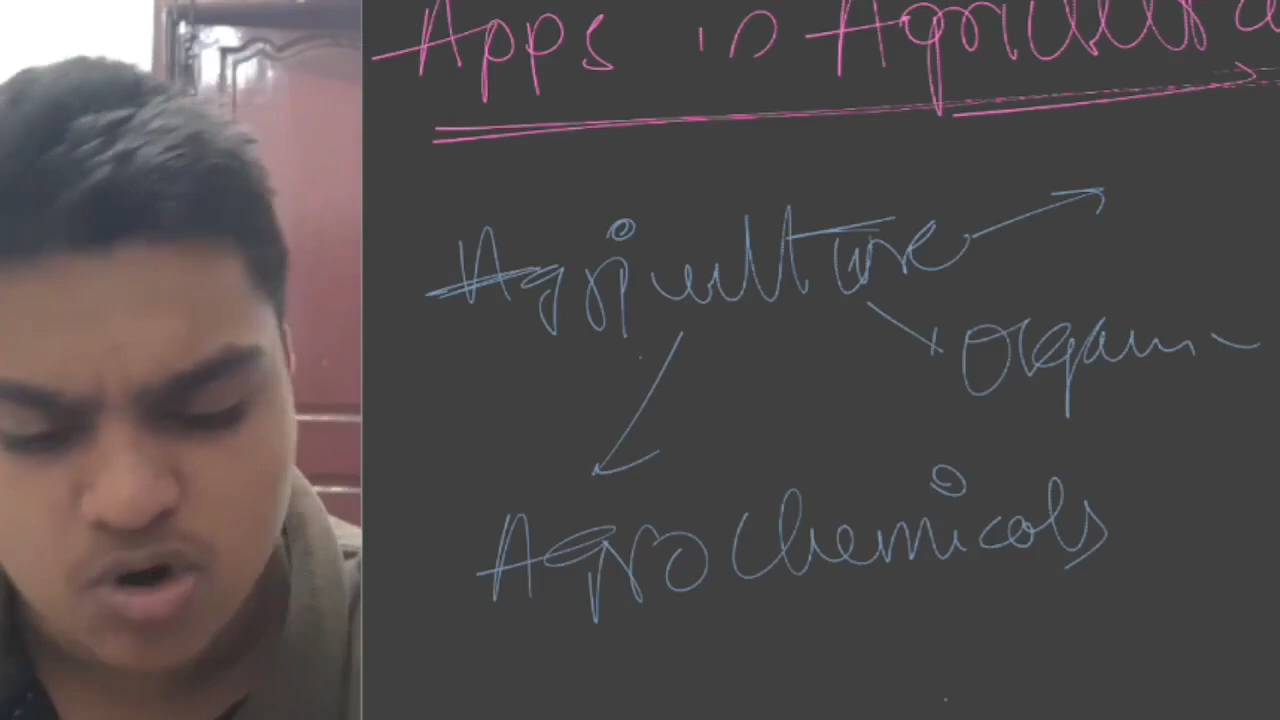 Apps in Agricultu
Agriculture
Organ
Agrochemicals